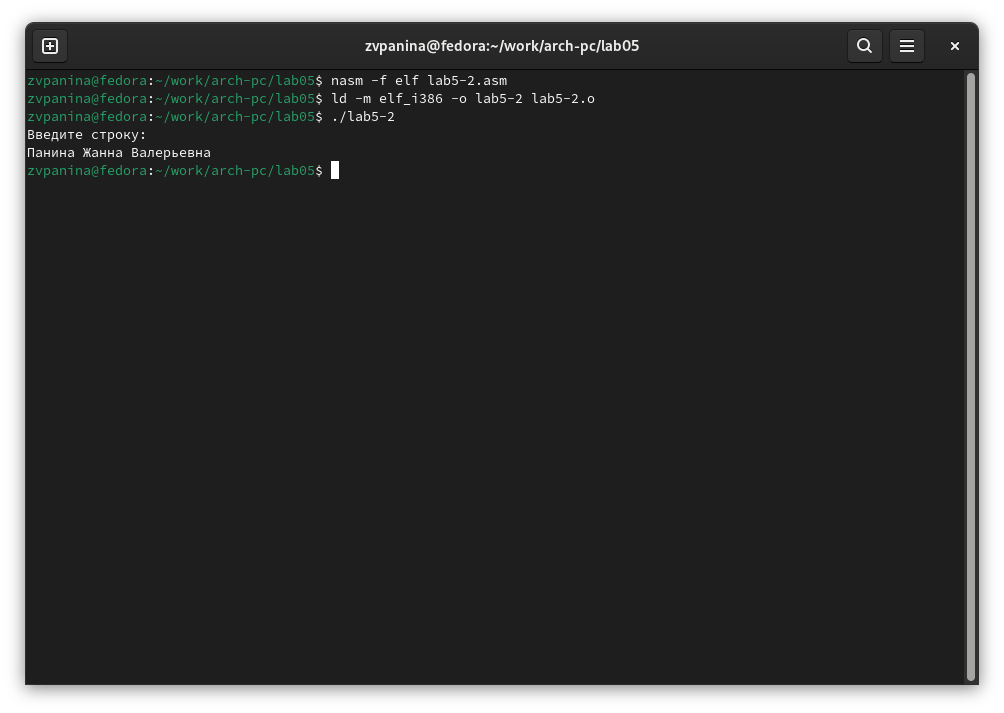 zvpanina@fedora:~/work/arch-pc/lab05
zvpanina@fedora:~/work/arch-pc/lab05$ nasm -f elf lab5-2.asm
zvpanina@fedora:~/work/arch-pc/lab05$ ld -m elf_i386 -o lab5-2 lab5-2.o
zvpanina@fedora:~/work/arch-pc/lab05$ ./lab5-2
Введите строку:
Панина Жанна Валерьевна
zvpanina@fedora:~/work/arch-pc/lab05$